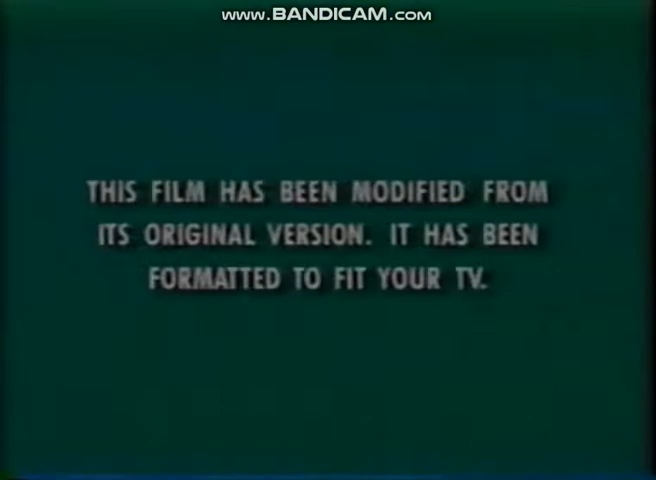 www.BANDICAM.com
THIS FILM HAS BEEN MODIFIED FROM
ITS ORIGINAL VERSION. IT HAS BEEN
FORMATTED TO FIT YOUR TV.